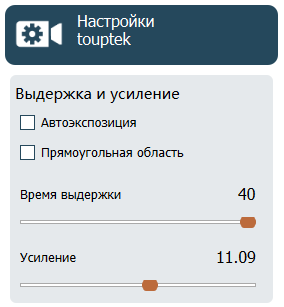 Настройки
touptek
Выдержка и усиление
Автоэкспозиция
Прямоугольная область
Время выдержки 40
Усиление 11.09